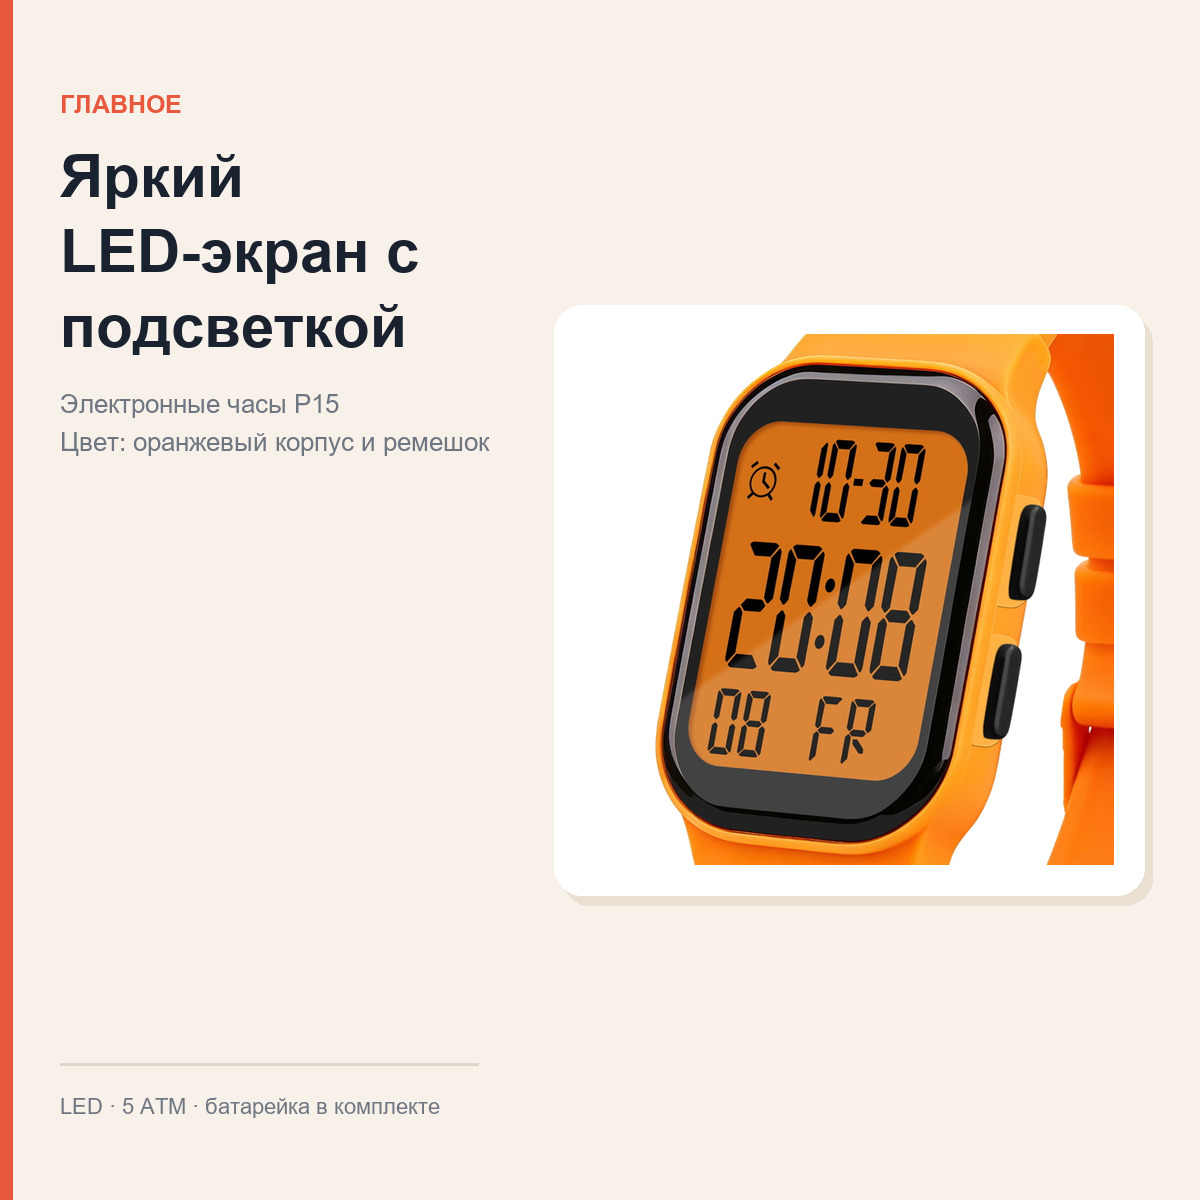 ГЛАВНОЕ
Яркий
LED-экран с
подсветкой
Электронные часы P15
Цвет: оранжевый корпус и ремешок
10-30
20:08
08 FR
LED · 5 ATM · батарейка в комплекте